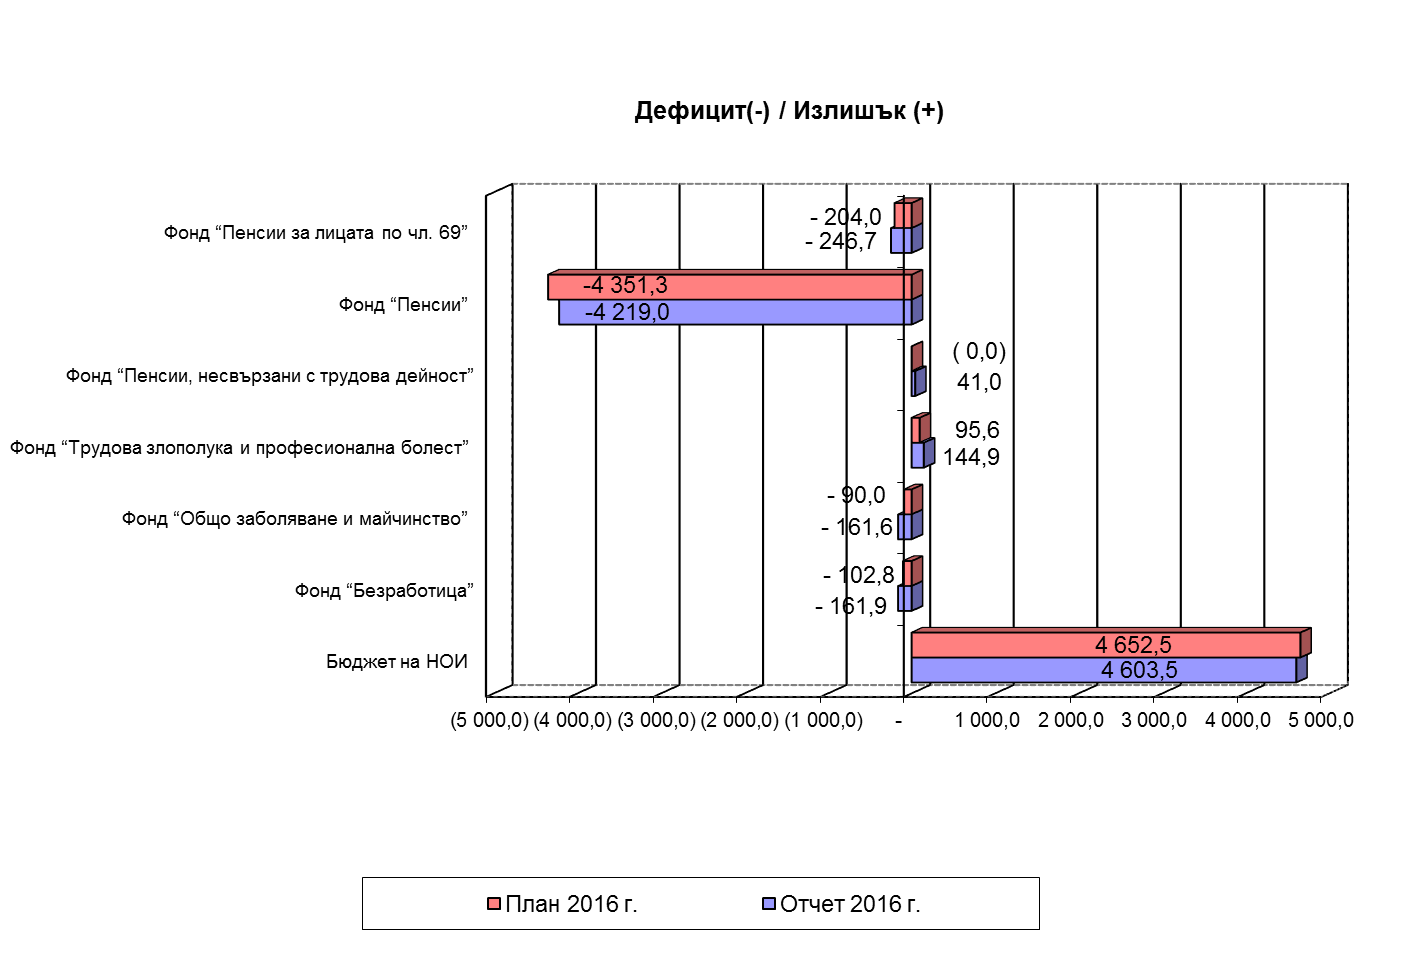 Дефицит(-) / Излишък (+)
Фонд “Пенсии за лицата по чл. 69”
- 204,0
- 246,7
Фонд “Пенсии”
-4 351,3
-4 219,0
Фонд “Пенсии, несвързани с трудова дейност”
( 0,0)
41,0
Фонд “Трудова злополука и професионална болест”
95,6
144,9
Фонд “Общо заболяване и майчинство”
- 90,0
- 161,6
Фонд “Безработица”
- 102,8
- 161,9
Бюджет на НОИ
4 652,5
4 603,5
(5 000,0) (4 000,0) (3 000,0) (2 000,0) (1 000,0) - 1 000,0 2 000,0 3 000,0 4 000,0 5 000,0
План 2016 г. Отчет 2016 г.